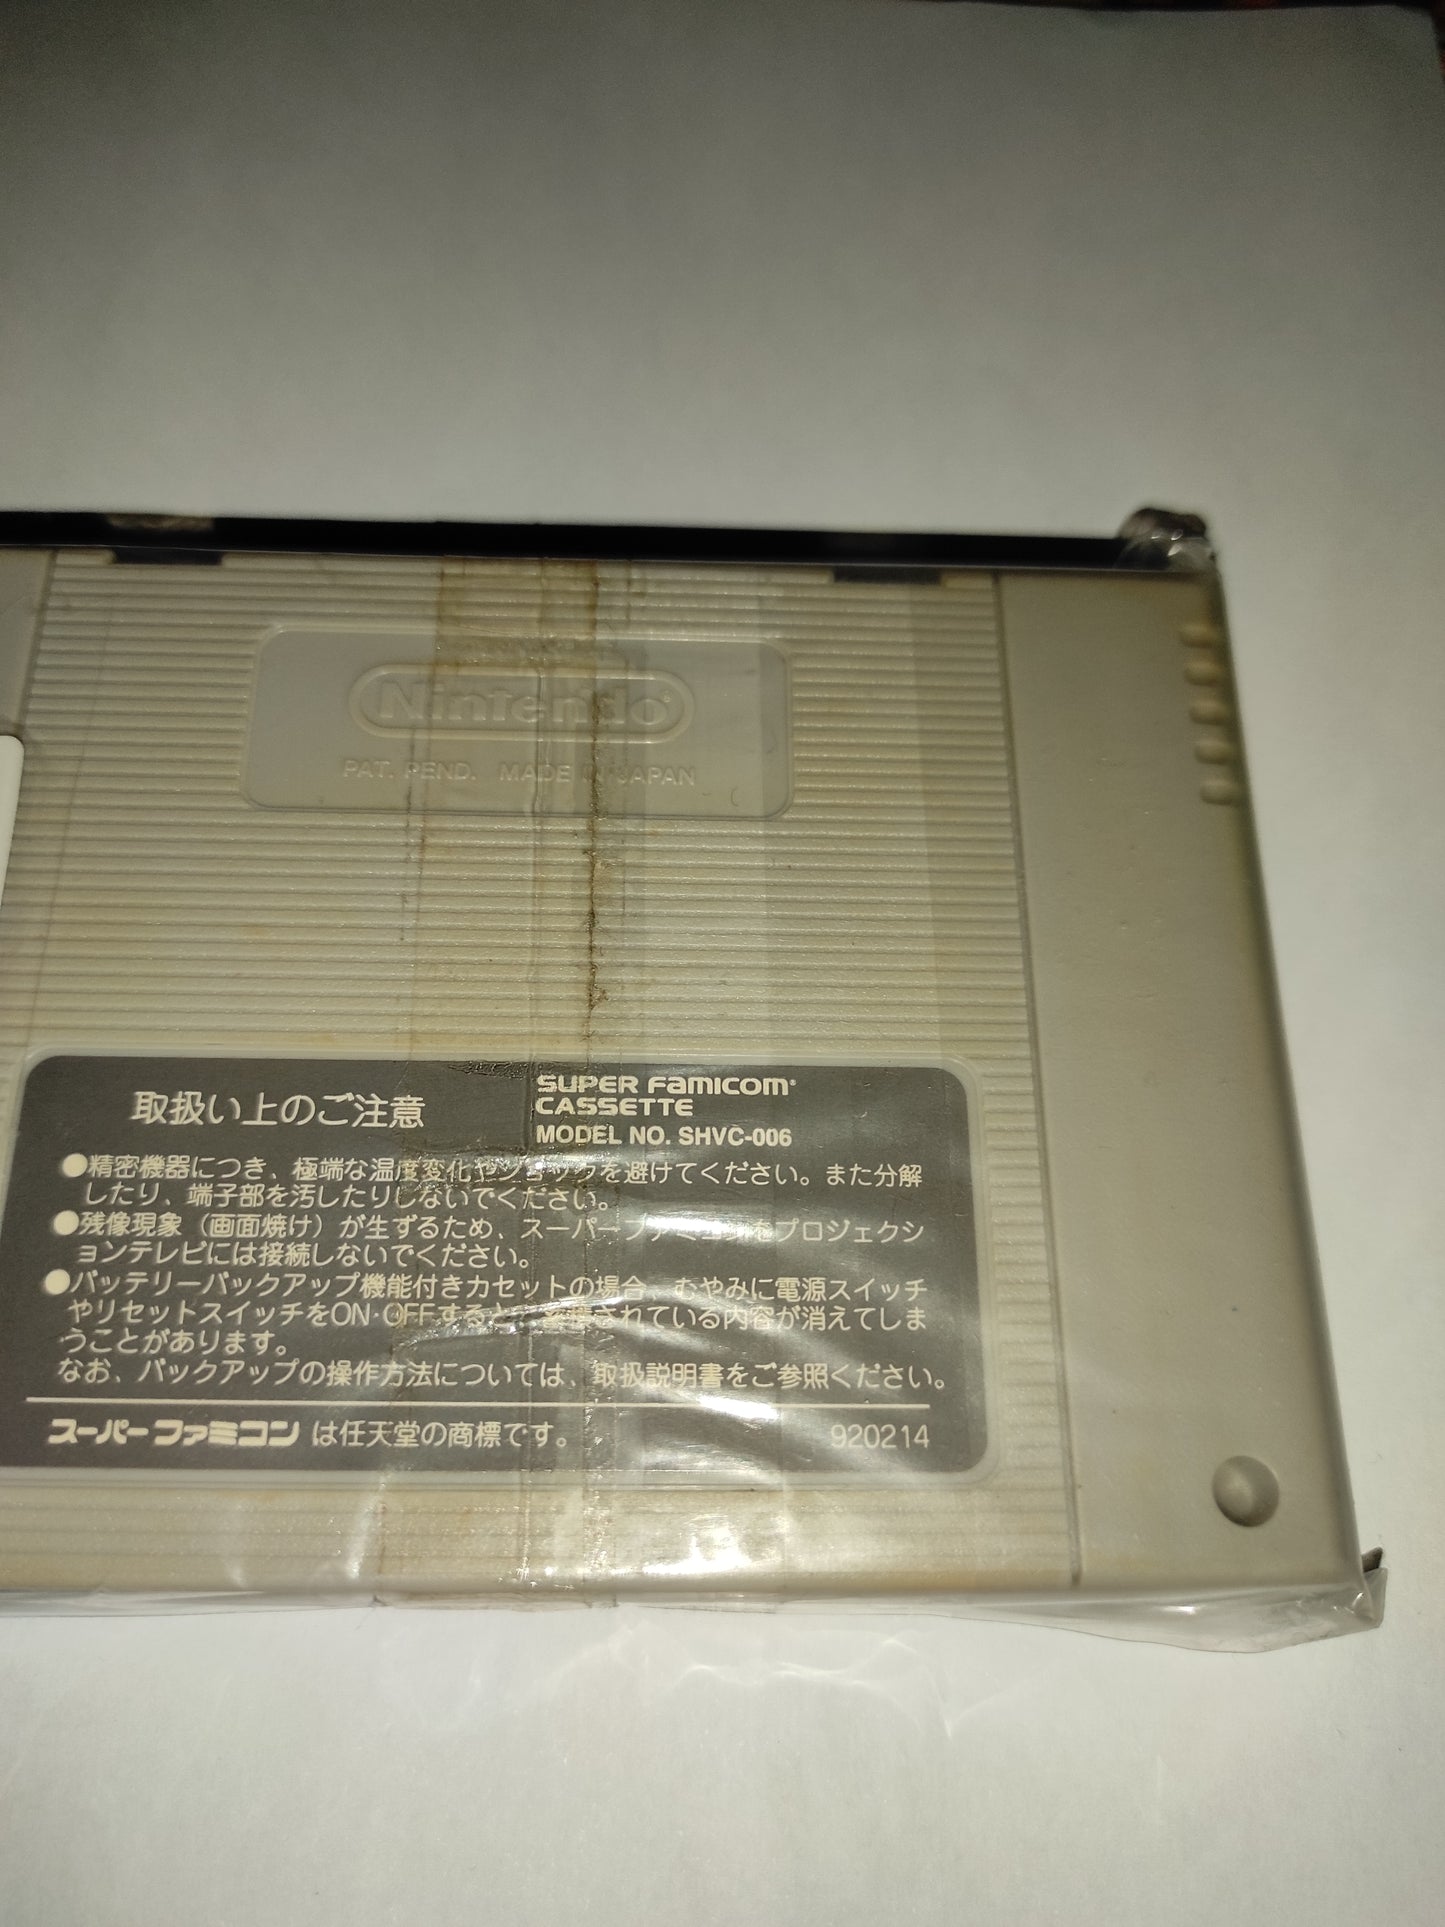 Nintendo®
PAT. PEND. MADE IN JAPAN
取扱い上のご注意
SUPER FAMICOM®
CASSETTE
MODEL NO. SHVC-006
●精密機器につき、極端な温度変化やショックを避けてください。また分解
したり、端子部を汚したりしないでください。
●残像現象（画面焼け）が生ずるため、スーパーファミコンをプロジェクシ
ョンテレビには接続しないでください。
●バッテリーバックアップ機能付きカセットの場合、むやみに電源スイッチ
やリセットスイッチをON・OFFすると、されている内容が消えてしま
うことがあります。
なお、バックアップの操作方法については、取扱説明書をご参照ください。
スーパーファミコンは任天堂の商標です。
920214